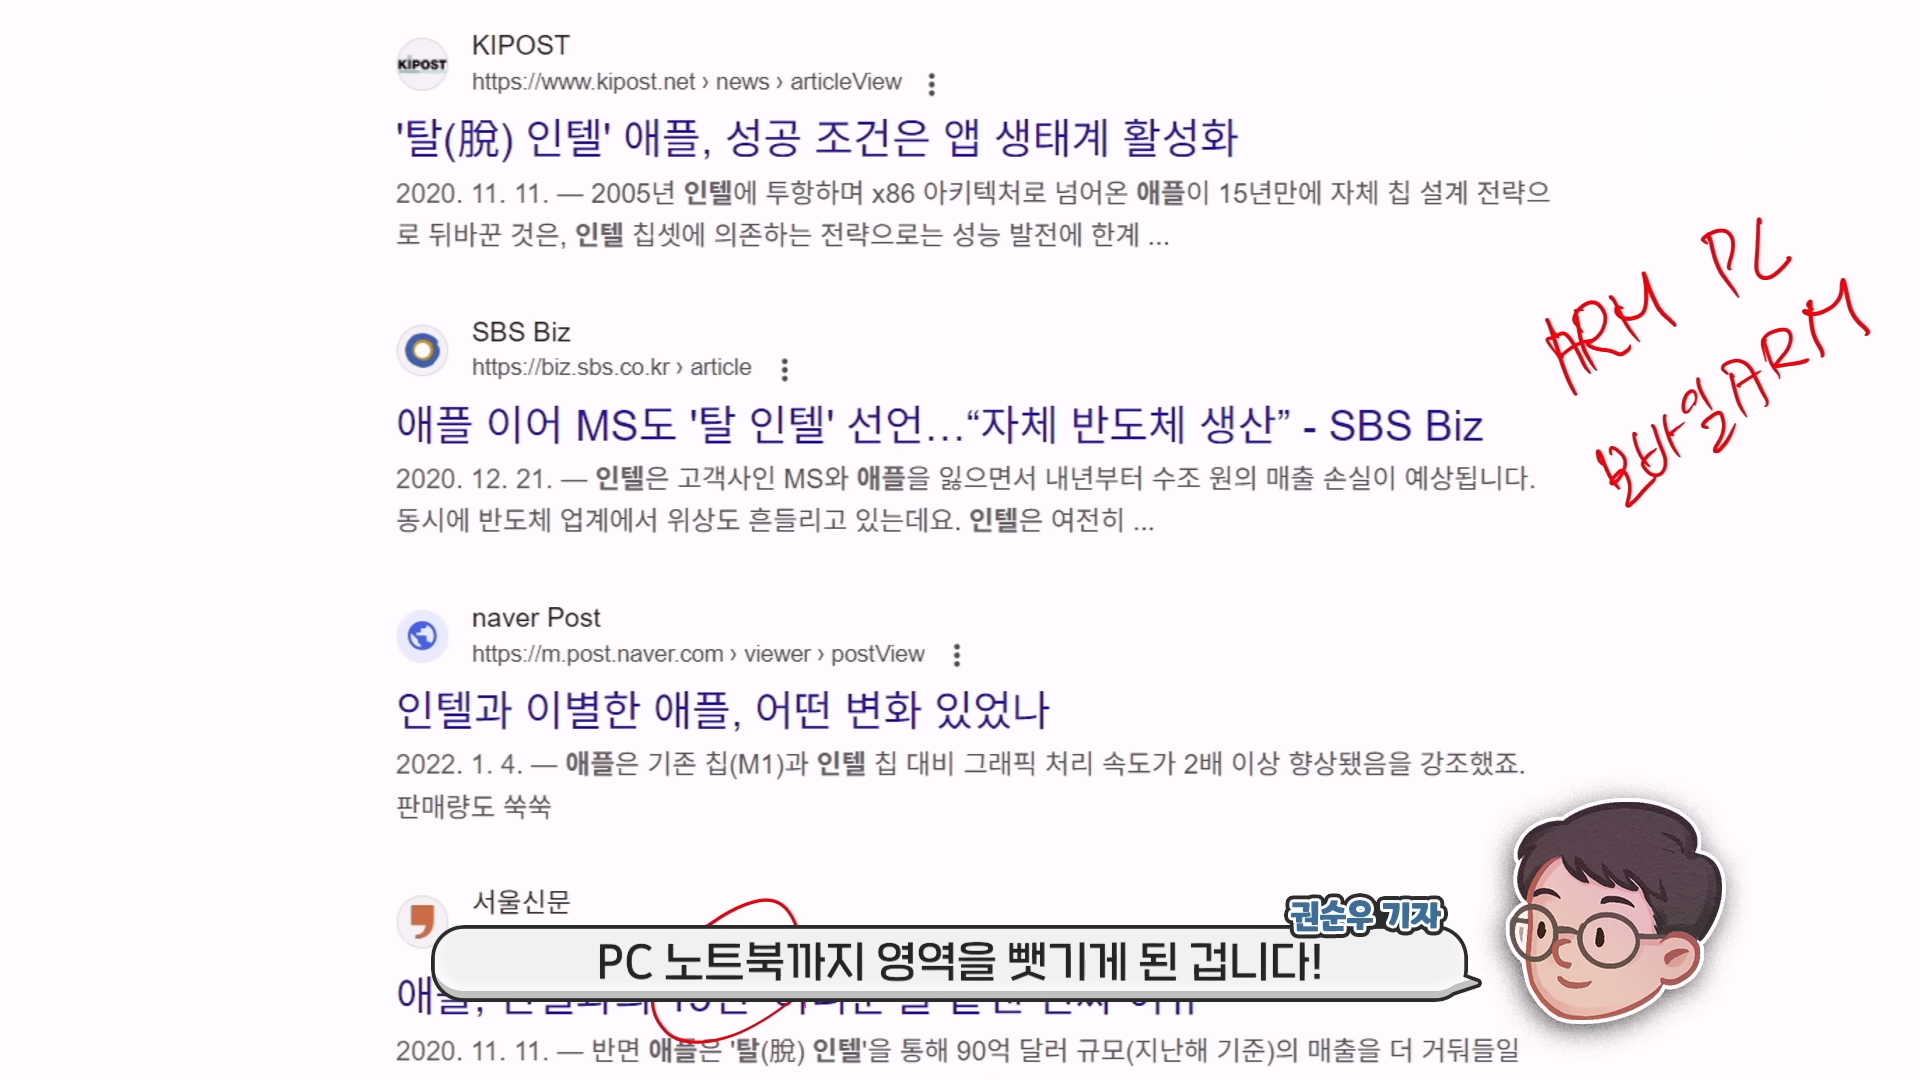 KIPOST
KIPOST
https://www.kipost.net › news › articleView
'탈(脫) 인텔' 애플, 성공 조건은 앱 생태계 활성화
2020. 11. 11. — 2005년 인텔에 투항하며 x86 아키텍처로 넘어온 애플이 15년만에 자체 칩 설계 전략으
로 뒤바꾼 것은, 인텔 칩셋에 의존하는 전략으로는 성능 발전에 한계 ...
ARM PC
모바일 ARM
SBS Biz
https://biz.sbs.co.kr › article
애플 이어 MS도 '탈 인텔' 선언…“자체 반도체 생산” - SBS Biz
2020. 12. 21. — 인텔은 고객사인 MS와 애플을 잃으면서 내년부터 수조 원의 매출 손실이 예상됩니다.
동시에 반도체 업계에서 위상도 흔들리고 있는데요. 인텔은 여전히 ...
naver Post
https://m.post.naver.com › viewer › postView
인텔과 이별한 애플, 어떤 변화 있었나
2022. 1. 4. — 애플은 기존 칩(M1)과 인텔 칩 대비 그래픽 처리 속도가 2배 이상 향상됐음을 강조했죠.
판매량도 쑥쑥
서울신문
권순우 기자
PC 노트북까지 영역을 뺏기게 된 겁니다!
애플,
2020. 11. 11. — 반면 애플은 '탈(脫) 인텔'을 통해 90억 달러 규모(지난해 기준)의 매출을 더 거둬들일